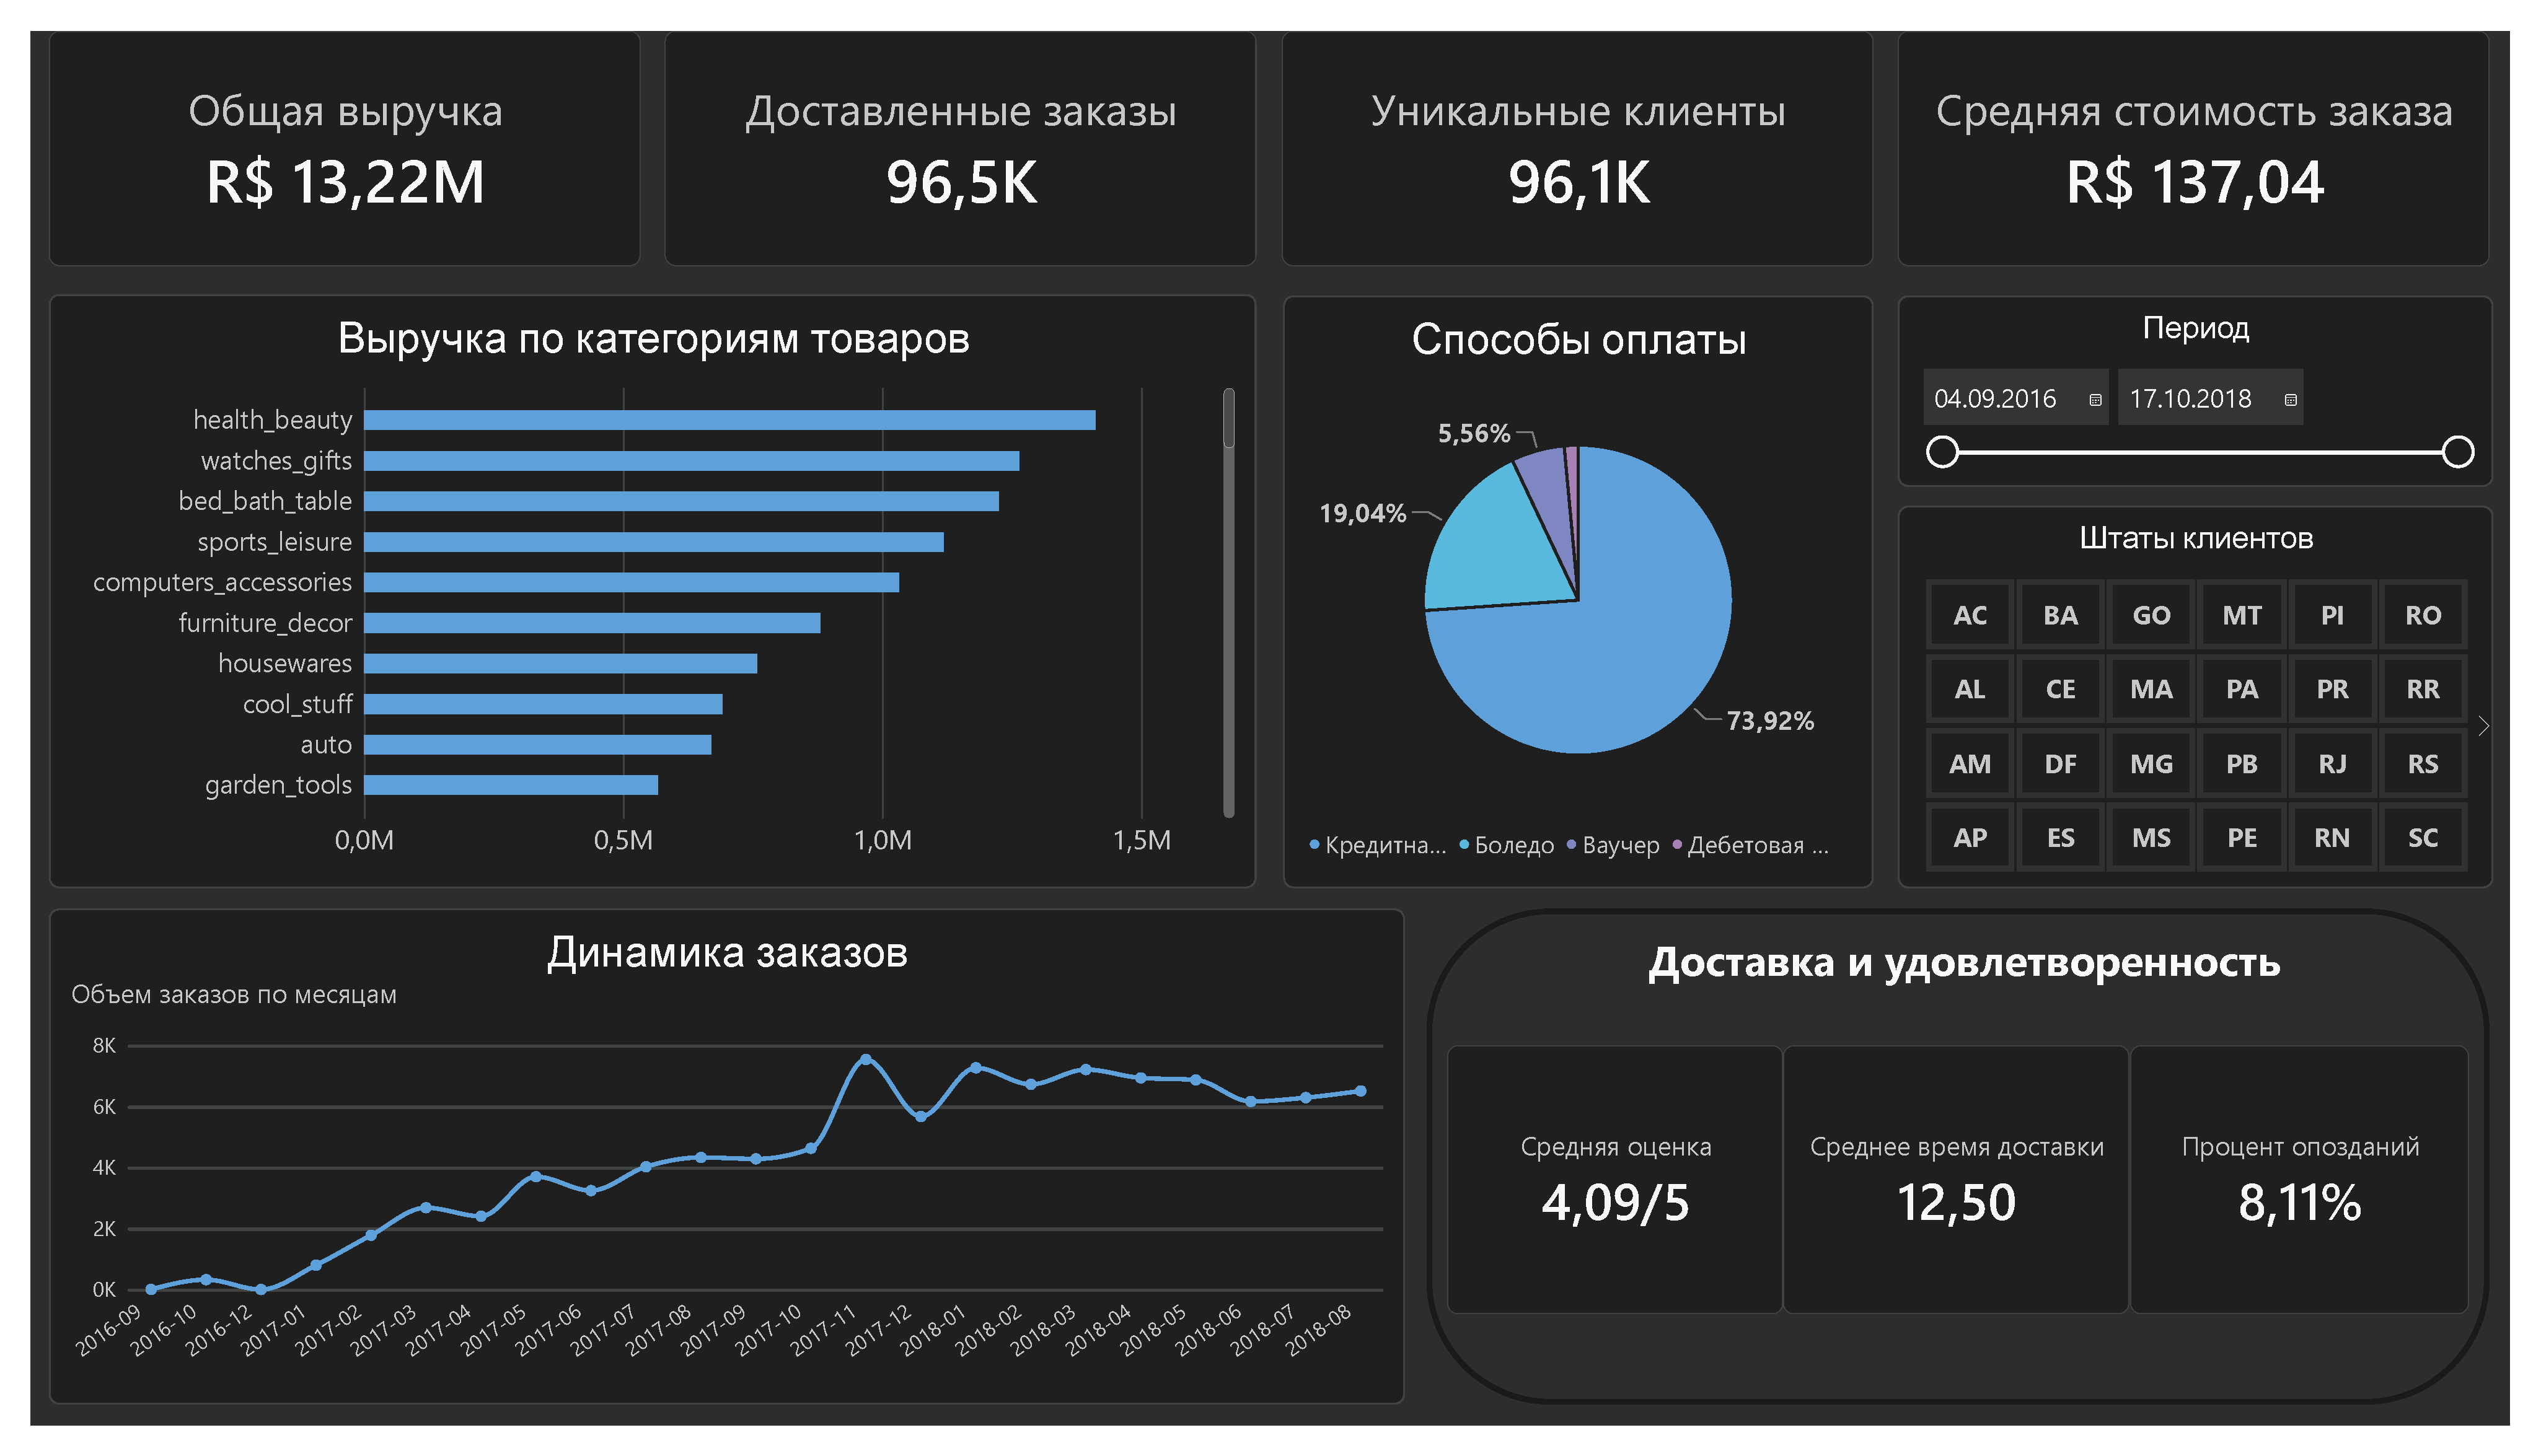 Общая выручка
R$ 13,22M
Доставленные заказы
96,5K
Уникальные клиенты
96,1K
Средняя стоимость заказа
R$ 137,04
Выручка по категориям товаров
health_beauty
watches_gifts
bed_bath_table
sports_leisure
computers_accessories
furniture_decor
housewares
cool_stuff
auto
garden_tools
0,0M 0,5M 1,0M 1,5M
Способы оплаты
5,56%
19,04%
73,92%
Кредитна... Боледо Ваучер Дебетовая ...
Период
04.09.2016 17.10.2018
Штаты клиентов
AC BA GO MT PI RO
AL CE MA PA PR RR
AM DF MG PB RJ RS
AP ES MS PE RN SC
Динамика заказов
Объем заказов по месяцам
8K
6K
4K
2K
0K
2016-09 2016-10 2016-12 2017-01 2017-02 2017-03 2017-04 2017-05 2017-06 2017-07 2017-08 2017-09 2017-10 2017-11 2017-12 2018-01 2018-02 2018-03 2018-04 2018-05 2018-06 2018-07 2018-08
Доставка и удовлетворенность
Средняя оценка
4,09/5
Среднее время доставки
12,50
Процент опозданий
8,11%